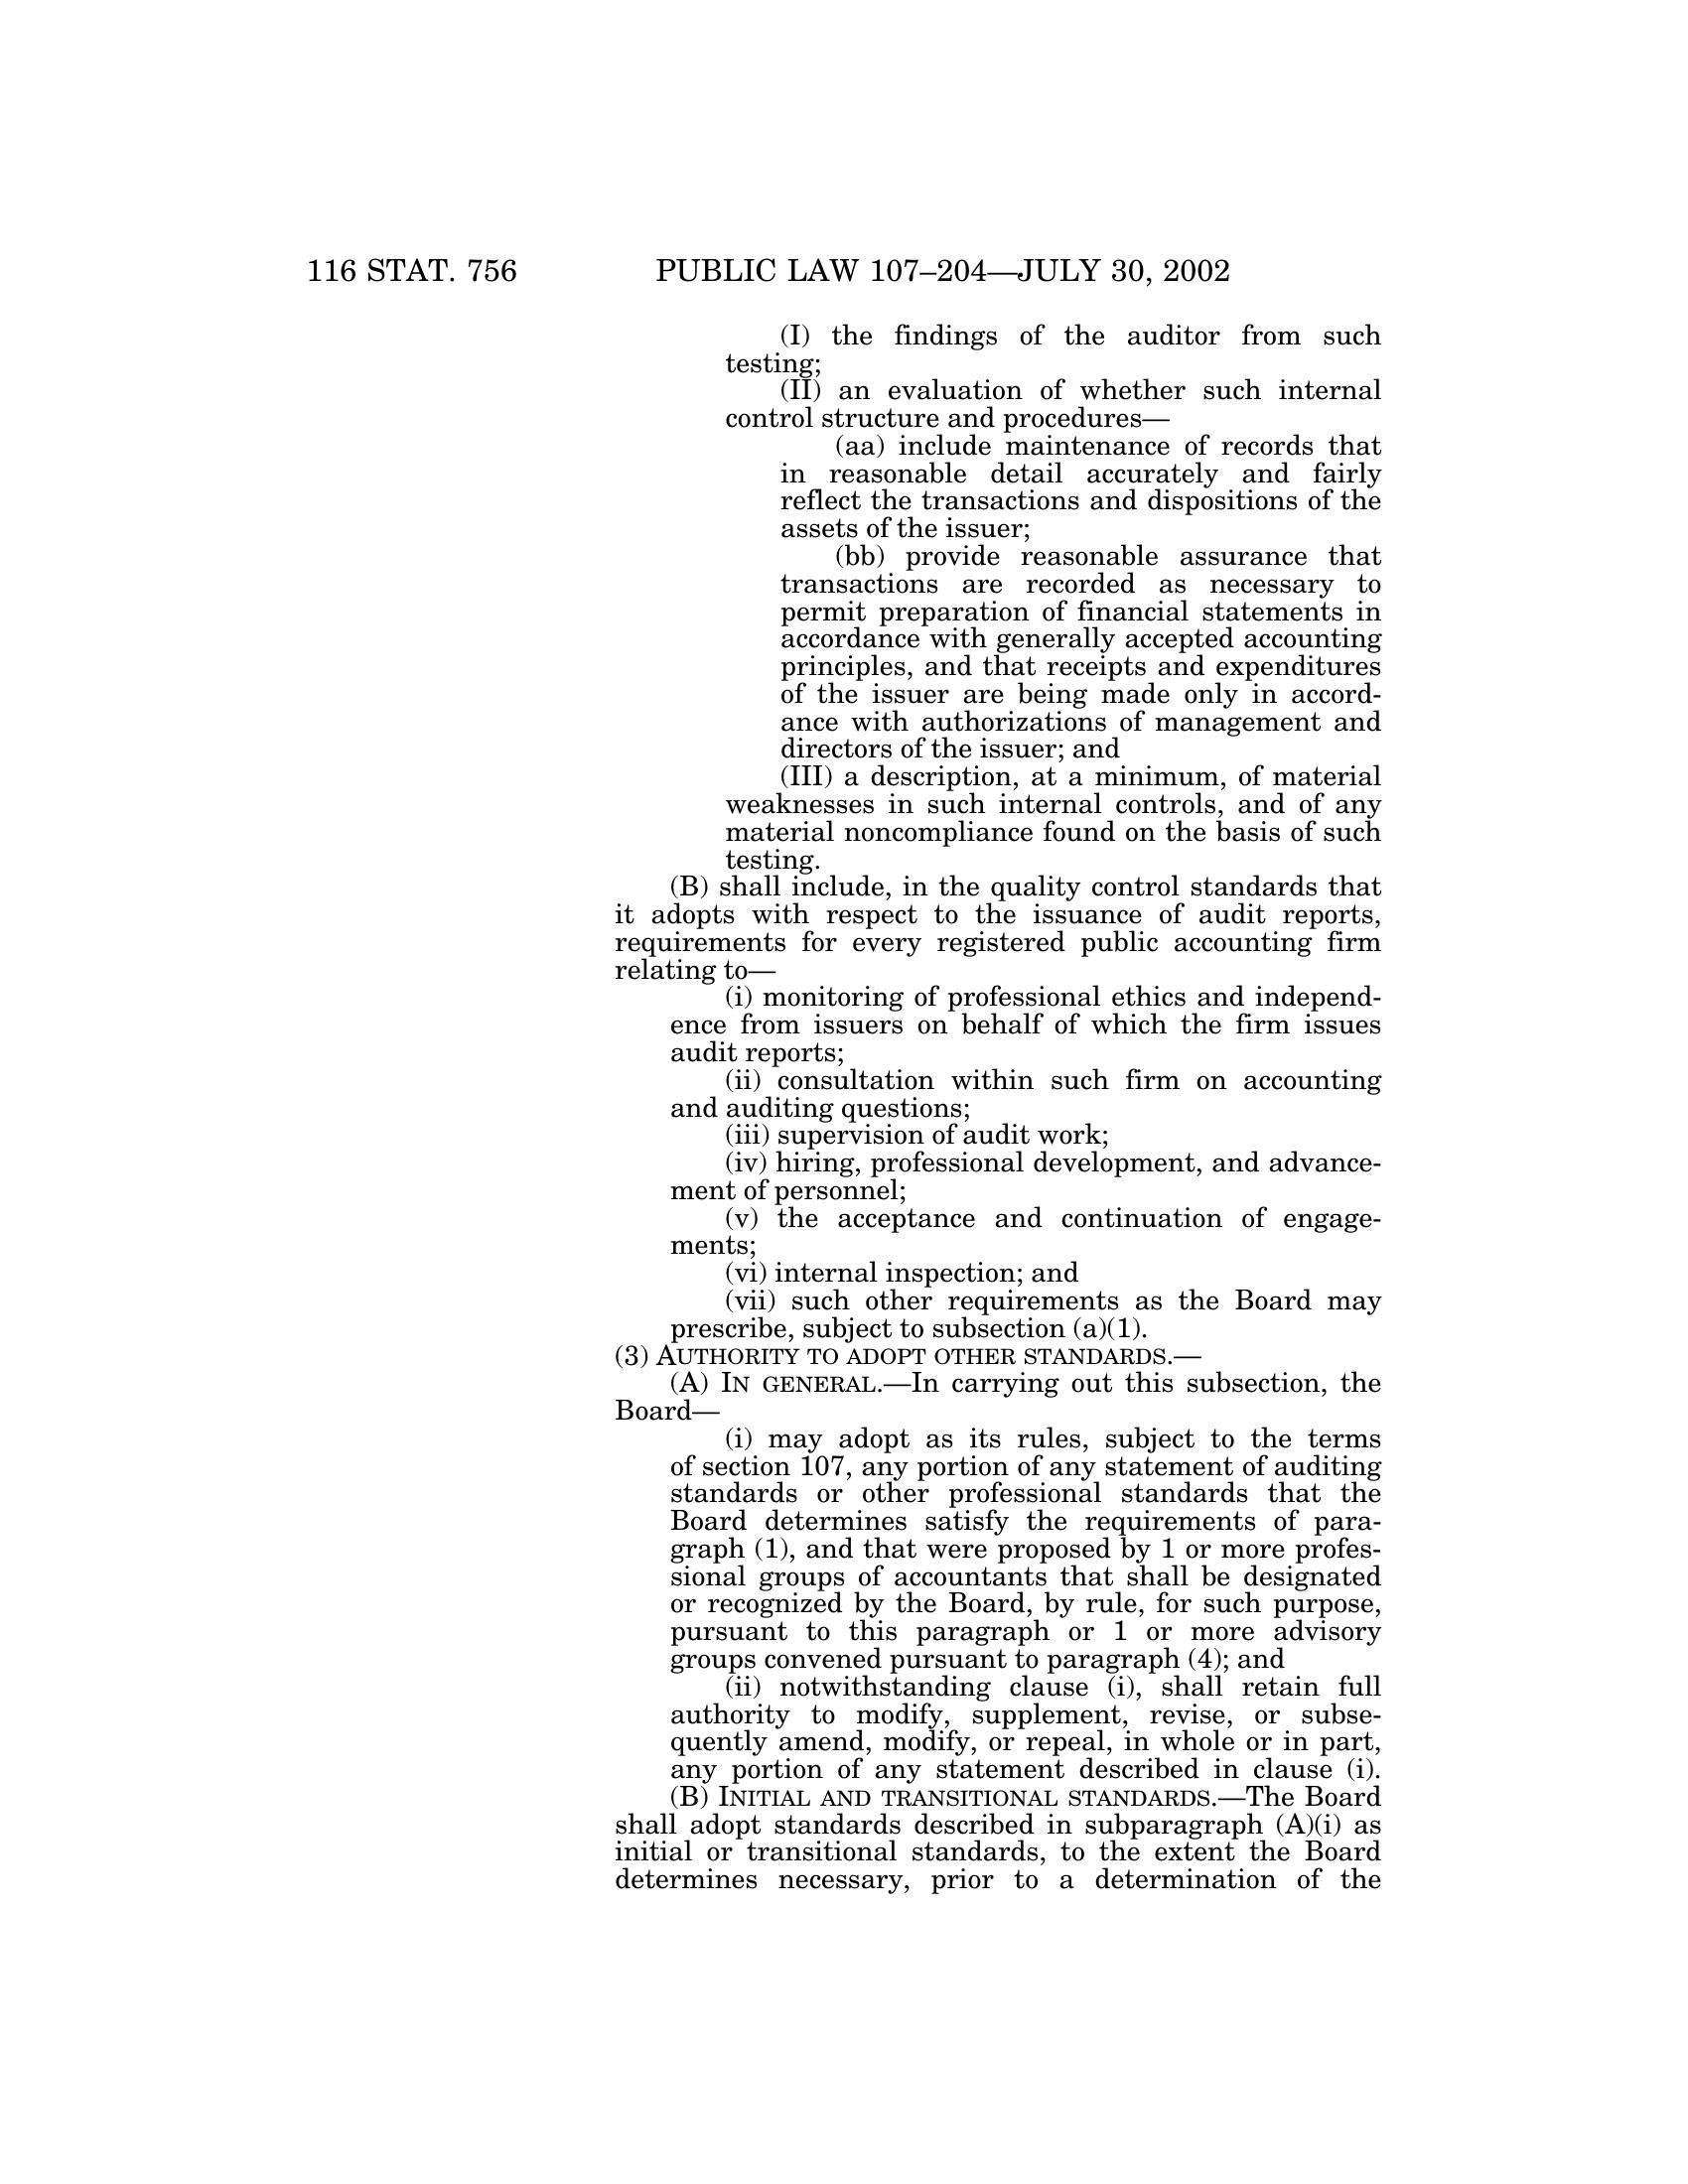 116 STAT. 756 PUBLIC LAW 107–204—JULY 30, 2002
(I) the findings of the auditor from such
testing;
(II) an evaluation of whether such internal
control structure and procedures—
(aa) include maintenance of records that
in reasonable detail accurately and fairly
reflect the transactions and dispositions of the
assets of the issuer;
(bb) provide reasonable assurance that
transactions are recorded as necessary to
permit preparation of financial statements in
accordance with generally accepted accounting
principles, and that receipts and expenditures
of the issuer are being made only in accord-
ance with authorizations of management and
directors of the issuer; and
(III) a description, at a minimum, of material
weaknesses in such internal controls, and of any
material noncompliance found on the basis of such
testing.
(B) shall include, in the quality control standards that
it adopts with respect to the issuance of audit reports,
requirements for every registered public accounting firm
relating to—
(i) monitoring of professional ethics and independ-
ence from issuers on behalf of which the firm issues
audit reports;
(ii) consultation within such firm on accounting
and auditing questions;
(iii) supervision of audit work;
(iv) hiring, professional development, and advance-
ment of personnel;
(v) the acceptance and continuation of engage-
ments;
(vi) internal inspection; and
(vii) such other requirements as the Board may
prescribe, subject to subsection (a)(1).
(3) AUTHORITY TO ADOPT OTHER STANDARDS.—
(A) IN GENERAL.—In carrying out this subsection, the
Board—
(i) may adopt as its rules, subject to the terms
of section 107, any portion of any statement of auditing
standards or other professional standards that the
Board determines satisfy the requirements of para-
graph (1), and that were proposed by 1 or more profes-
sional groups of accountants that shall be designated
or recognized by the Board, by rule, for such purpose,
pursuant to this paragraph or 1 or more advisory
groups convened pursuant to paragraph (4); and
(ii) notwithstanding clause (i), shall retain full
authority to modify, supplement, revise, or subse-
quently amend, modify, or repeal, in whole or in part,
any portion of any statement described in clause (i).
(B) INITIAL AND TRANSITIONAL STANDARDS.—The Board
shall adopt standards described in subparagraph (A)(i) as
initial or transitional standards, to the extent the Board
determines necessary, prior to a determination of the